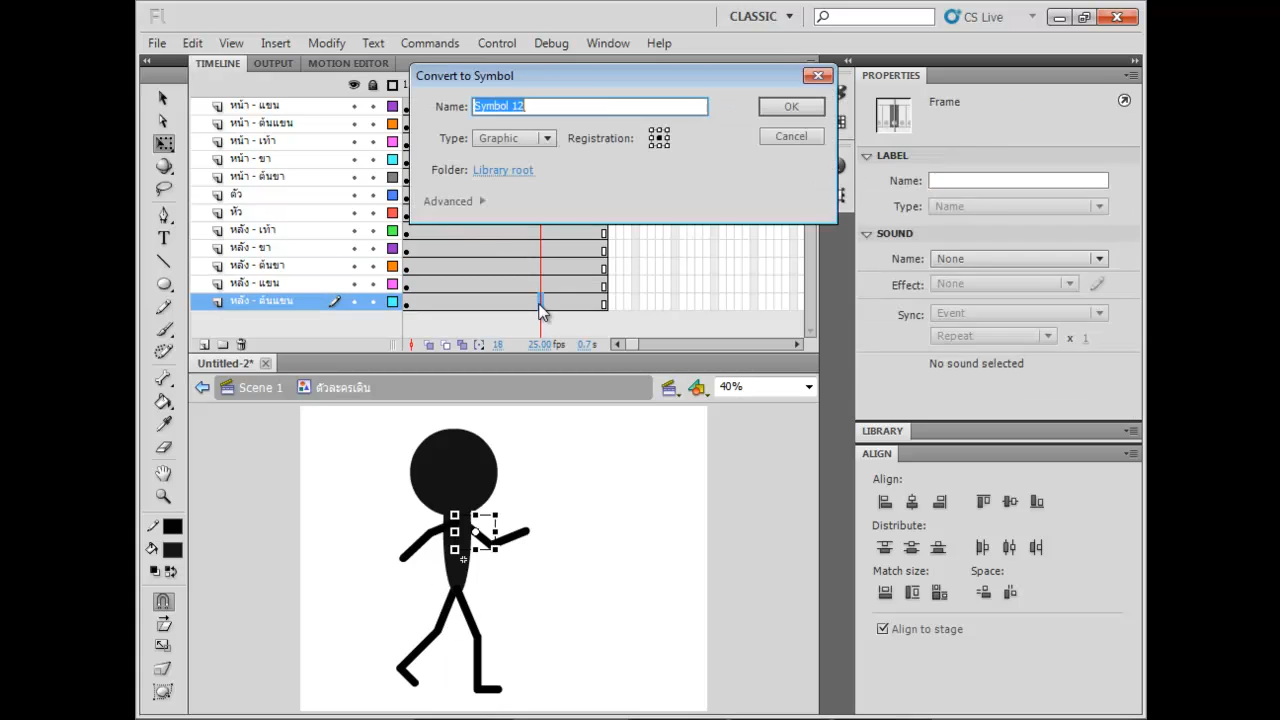 Fl
CLASSIC
CS Live
File Edit View Insert Modify Text Commands Control Debug Window Help
TIMELINE OUTPUT MOTION EDITOR
1
หน้า - แขน
หน้า - ต้นแขน
หน้า - เท้า
หน้า - ขา
หน้า - ต้นขา
ตัว
หัว
หลัง - เท้า
หลัง - ขา
หลัง - ต้นขา
หลัง - แขน
หลัง - ต้นแขน
18 25.00 fps 0.7 s
Convert to Symbol
Name: Symbol 12
OK
Type: Graphic Registration:
Cancel
Folder: Library root
Advanced
Untitled-2*
Scene 1 ตัวละครเดิน 40%
PROPERTIES
Frame
LABEL
Name:
Type: Name
SOUND
Name: None
Effect: None
Sync: Event
Repeat x 1
No sound selected
LIBRARY
ALIGN
Align:
Distribute:
Match size: Space:
Align to stage